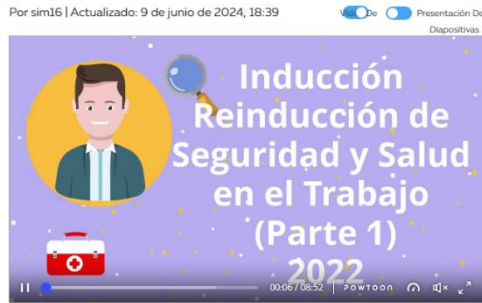 Por sim16 | Actualizado: 9 de junio de 2024, 18:39
Presentación De
Diapositivas
Inducción
Reinducción de
Seguridad y Salud
en el Trabajo
(Parte 1)
2022
00:06 / 08:52 | POWTOON